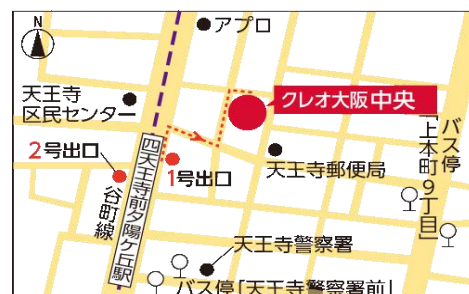 N
アプロ
天王寺
区民センター
クレオ大阪中央
2号出口
1号出口
天王寺郵便局
谷町線
四天王寺前夕陽ケ丘駅
バス停
「上本町9丁目」
天王寺警察署
バス停[天王寺警察署前]